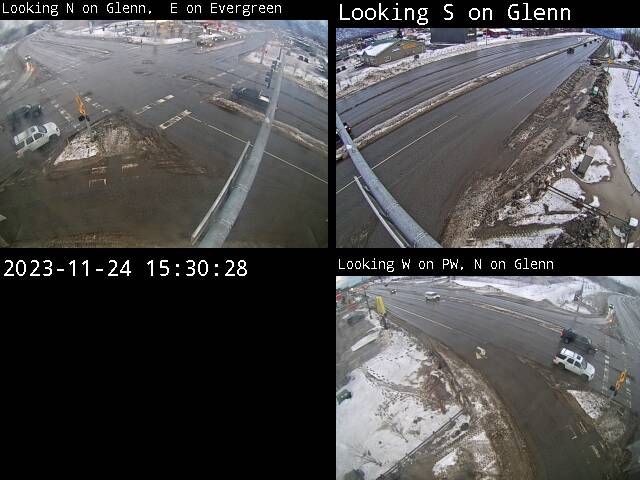 Looking N on Glenn,  E on Evergreen
Looking S on Glenn
2023-11-24 15:30:28
Looking W on PW, N on Glenn